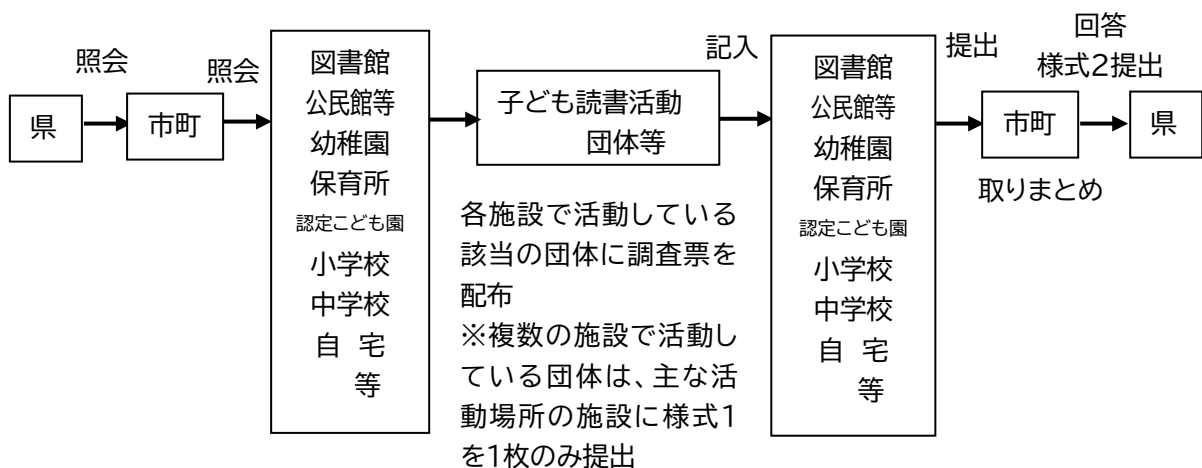 照会
県
照会
市町
図書館
公民館等
幼稚園
保育所
認定こども園
小学校
中学校
自 宅
等
子ども読書活動
団体等
各施設で活動している
該当の団体に調査票を
配布
※複数の施設で活動し
ている団体は、主な活
動場所の施設に様式1
を1枚のみ提出
記入
図書館
公民館等
幼稚園
保育所
認定こども園
小学校
中学校
自 宅
等
提出
市町
取りまとめ
回答
様式2提出
県